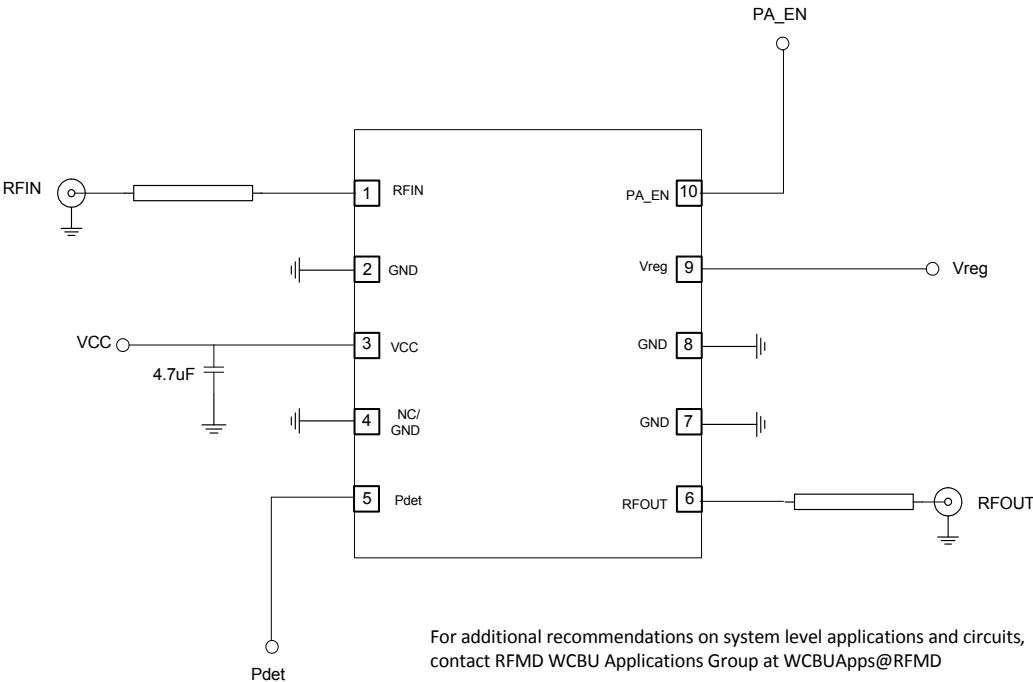 PA_EN
RFIN
1 RFIN
PA_EN 10
2 GND
Vreg 9
Vreg
VCC
3 VCC
GND 8
4.7uF
4 NC/
GND
GND 7
5 Pdet
RFOUT 6
RFOUT
For additional recommendations on system level applications and circuits,
contact RFMD WCBU Applications Group at WCBUApps@RFMD
Pdet